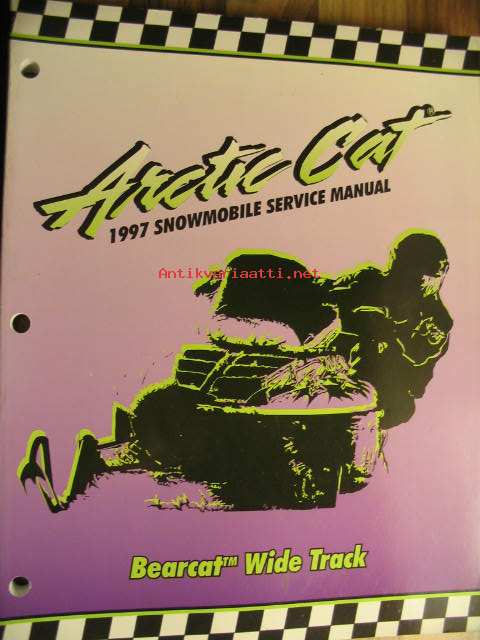 Arctic Cat®
1997 SNOWMOBILE SERVICE MANUAL
Antikvariaatti.net
Bearcat™ Wide Track